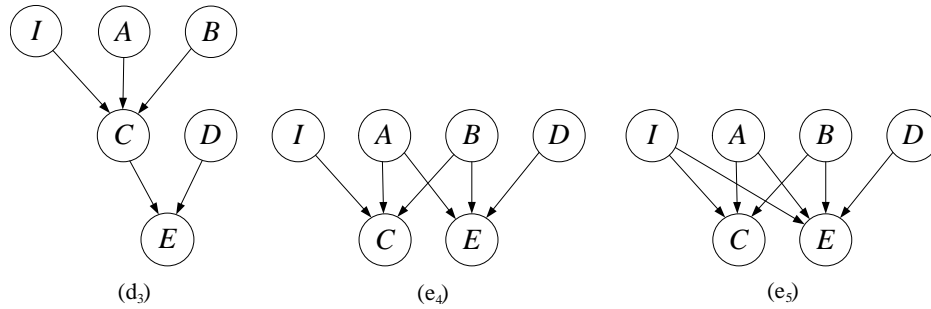 I A B
C D I A B D I A B D
E C E C E
(d₃) (e₄) (e₅)